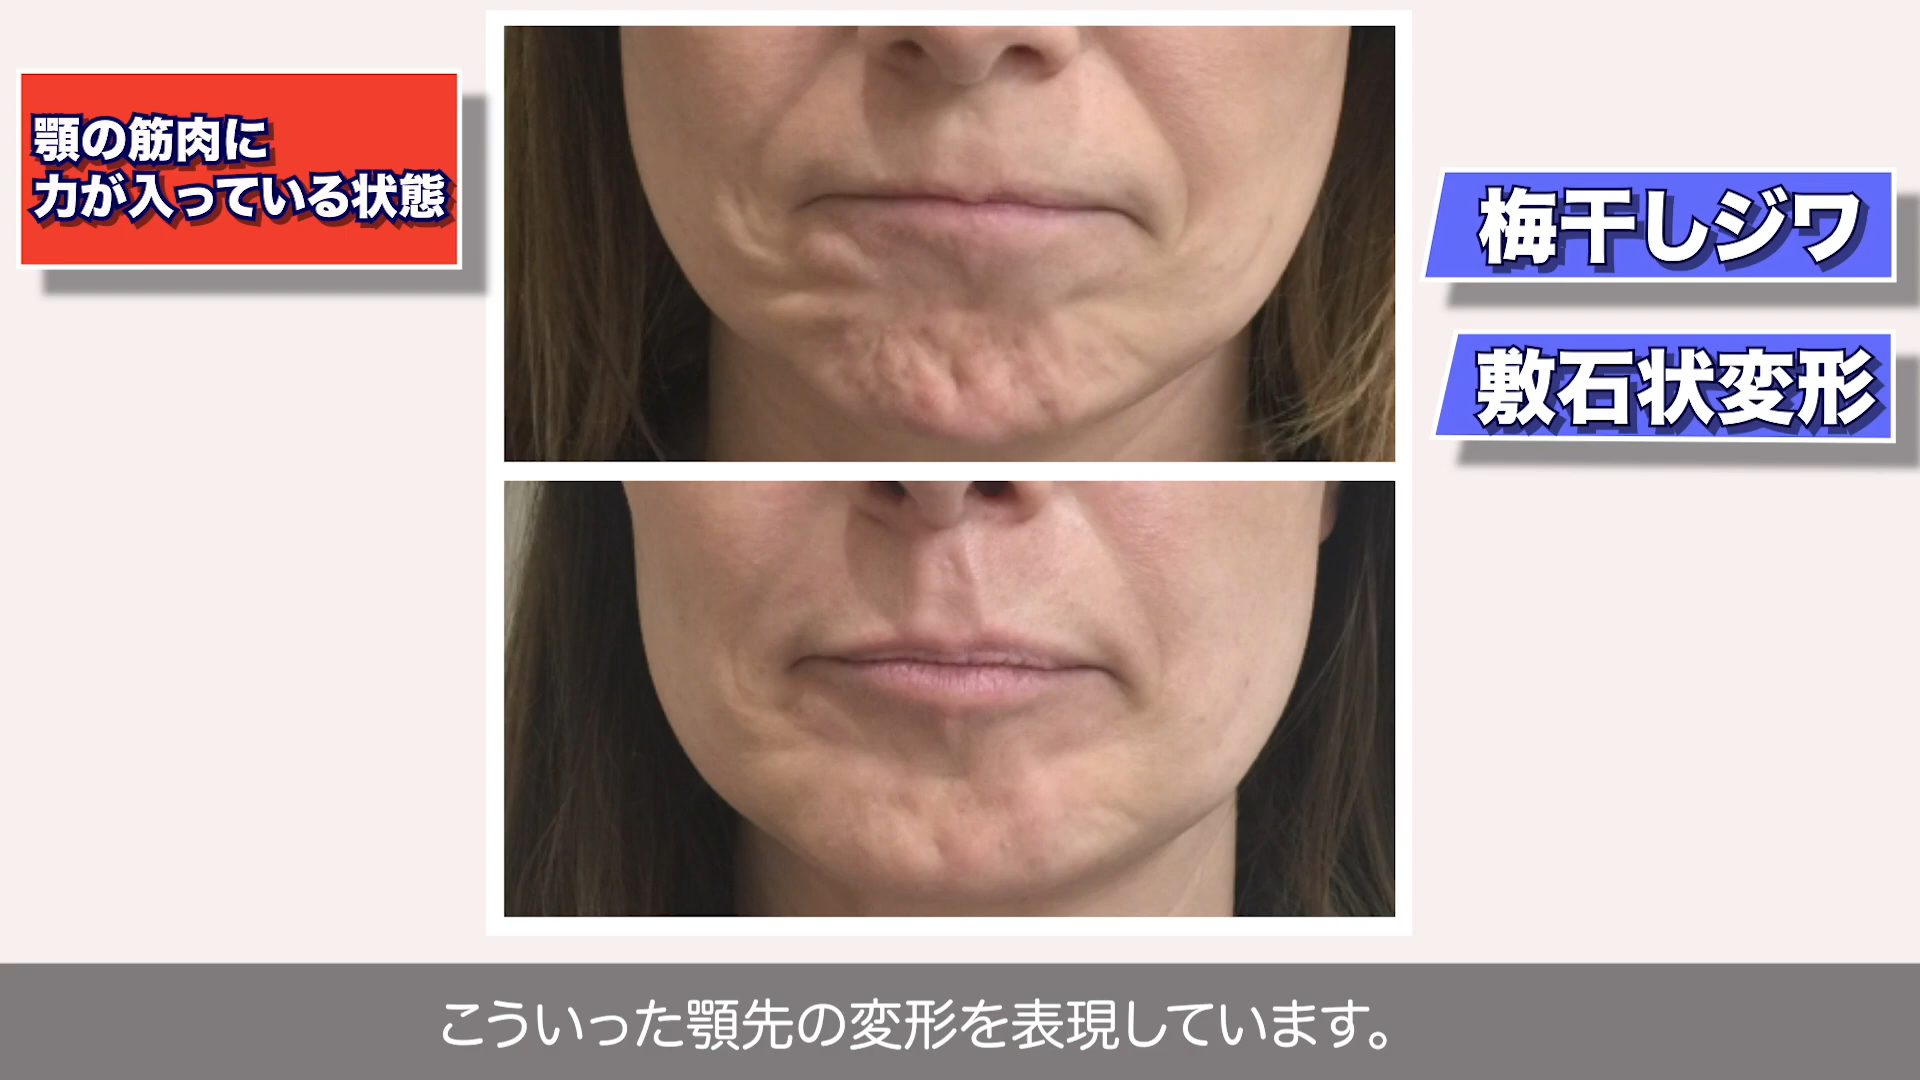 顎の筋肉に
力が入っている状態
梅干しジワ
敷石状変形
こういった顎先の変形を表現しています。